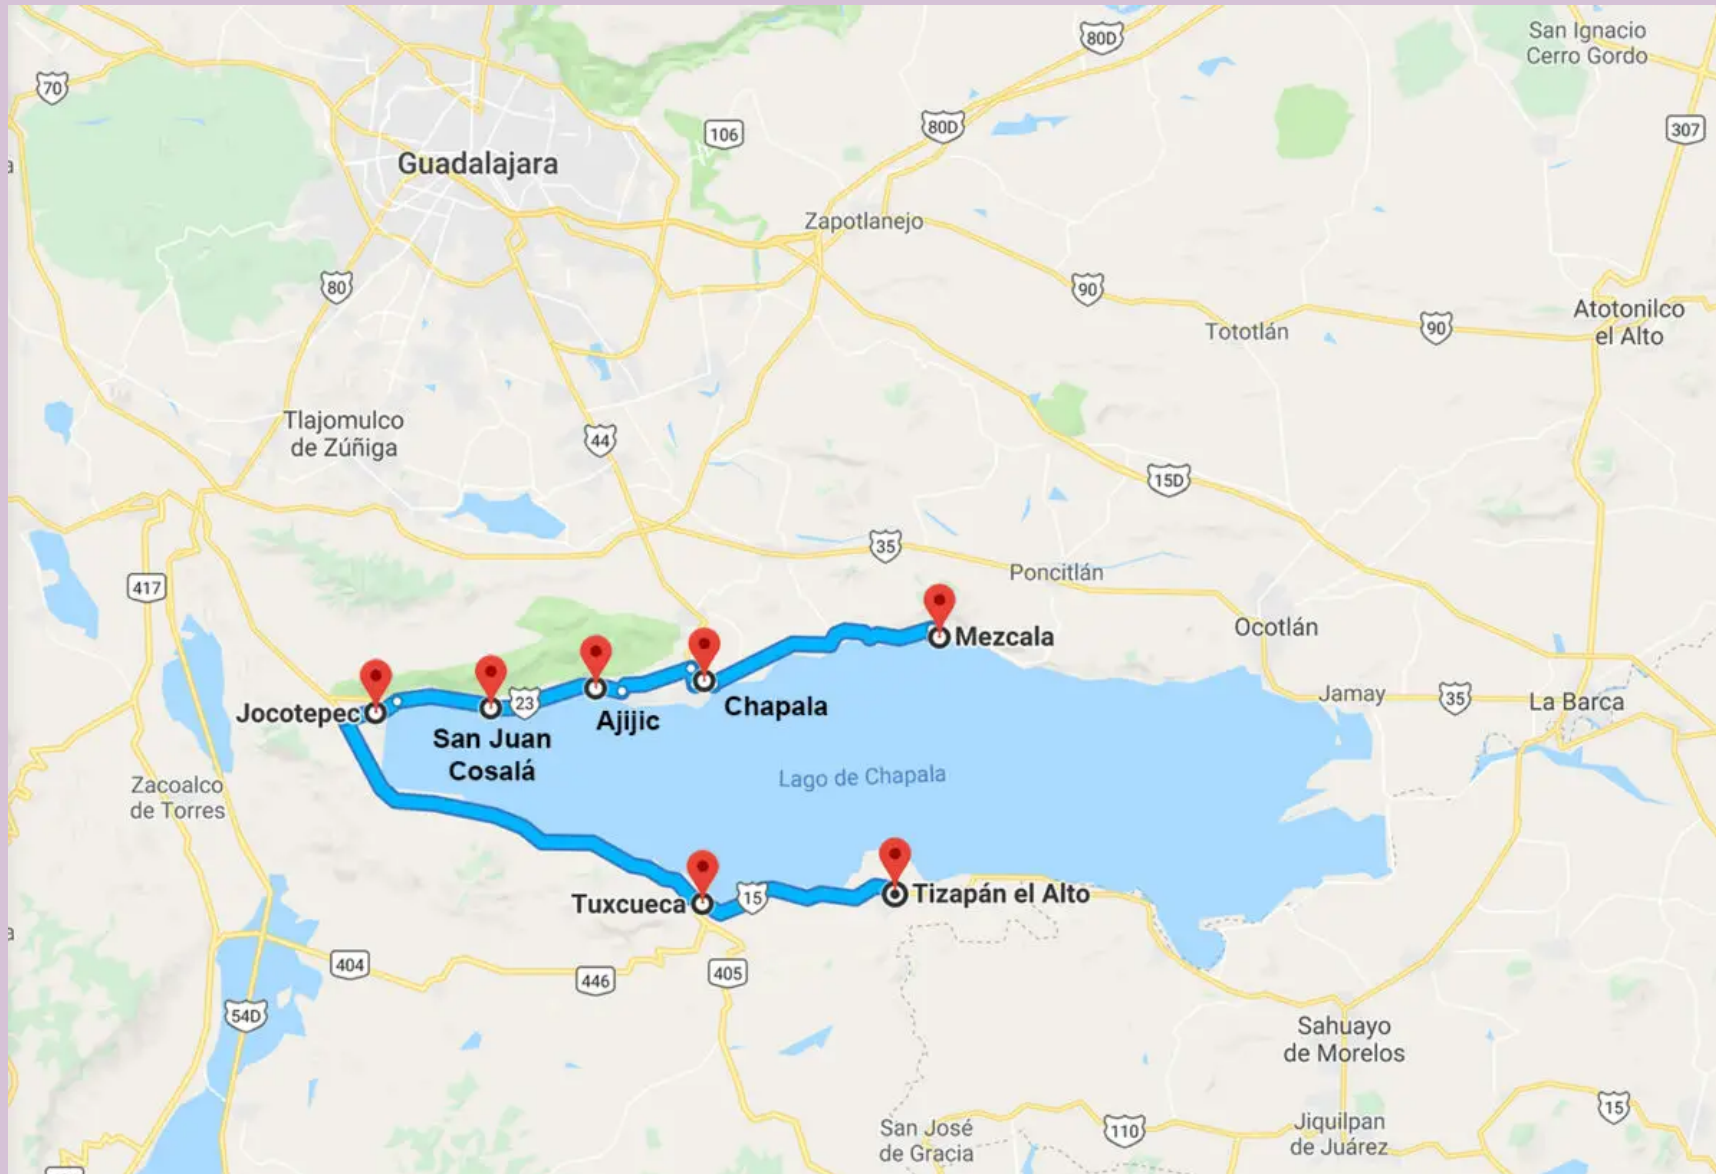 San Ignacio
Cerro Gordo
80D
70
106
80D
307
Guadalajara
Zapotlanejo
80
90
Atotonilco
el Alto
Tototlán
90
Tlajomulco
de Zúñiga
44
15D
35
Poncitlán
417
Ocotlán
Mezcala
Jamay
35
La Barca
Jocotepec
23
Ajijic
Chapala
San Juan
Cosalá
Lago de Chapala
Zacoalco
de Torres
Tuxcueca
15
Tizapán el Alto
404
446
405
54D
Sahuayo
de Morelos
15
San José
de Gracia
110
Jiquilpan
de Juárez